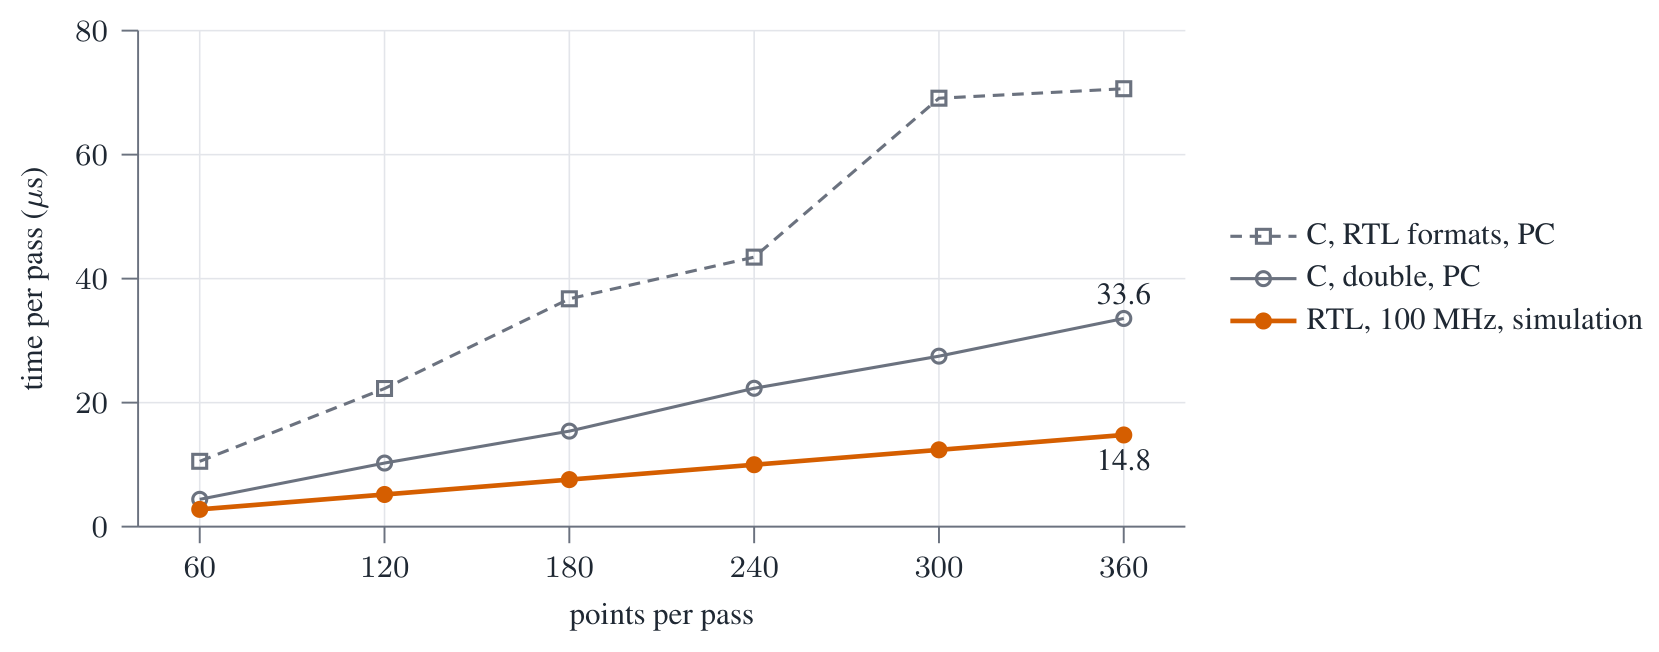 80
60
40
20
0
time per pass (μs)
60 120 180 240 300 360
points per pass
33.6
14.8
C, RTL formats, PC
C, double, PC
RTL, 100 MHz, simulation